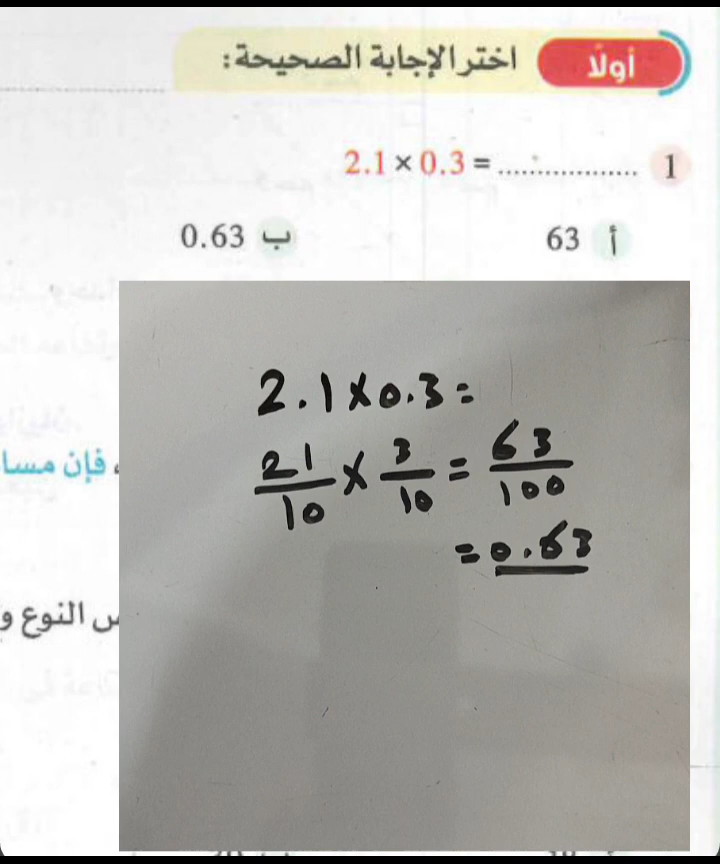 أولًا اختر الإجابة الصحيحة:
1 2.1 × 0.3 = ..................
أ 63 ب 0.63
2.1 × 0.3 =
21/10 × 3/10 = 63/100
= 0.63
، فإن مسا
س النوع و